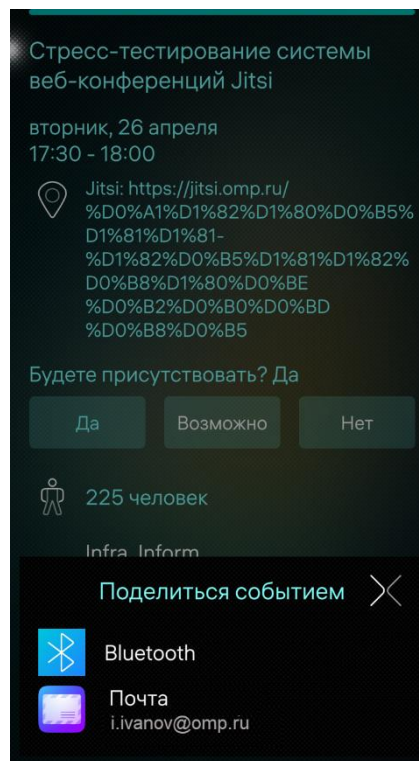 Стресс-тестирование системы
веб-конференций Jitsi
вторник, 26 апреля
17:30 - 18:00
Jitsi: https://jitsi.omp.ru/
%D0%A1%D1%82%D1%80%D0%B5%
D1%81%D1%81-
%D1%82%D0%B5%D1%81%D1%82%
D0%B8%D1%80%D0%BE
%D0%B2%D0%B0%D0%BD
%D0%B8%D0%B5
Будете присутствовать? Да
Да Возможно Нет
225 человек
Infra, Inform
Поделиться событием
Bluetooth
Почта
i.ivanov@omp.ru